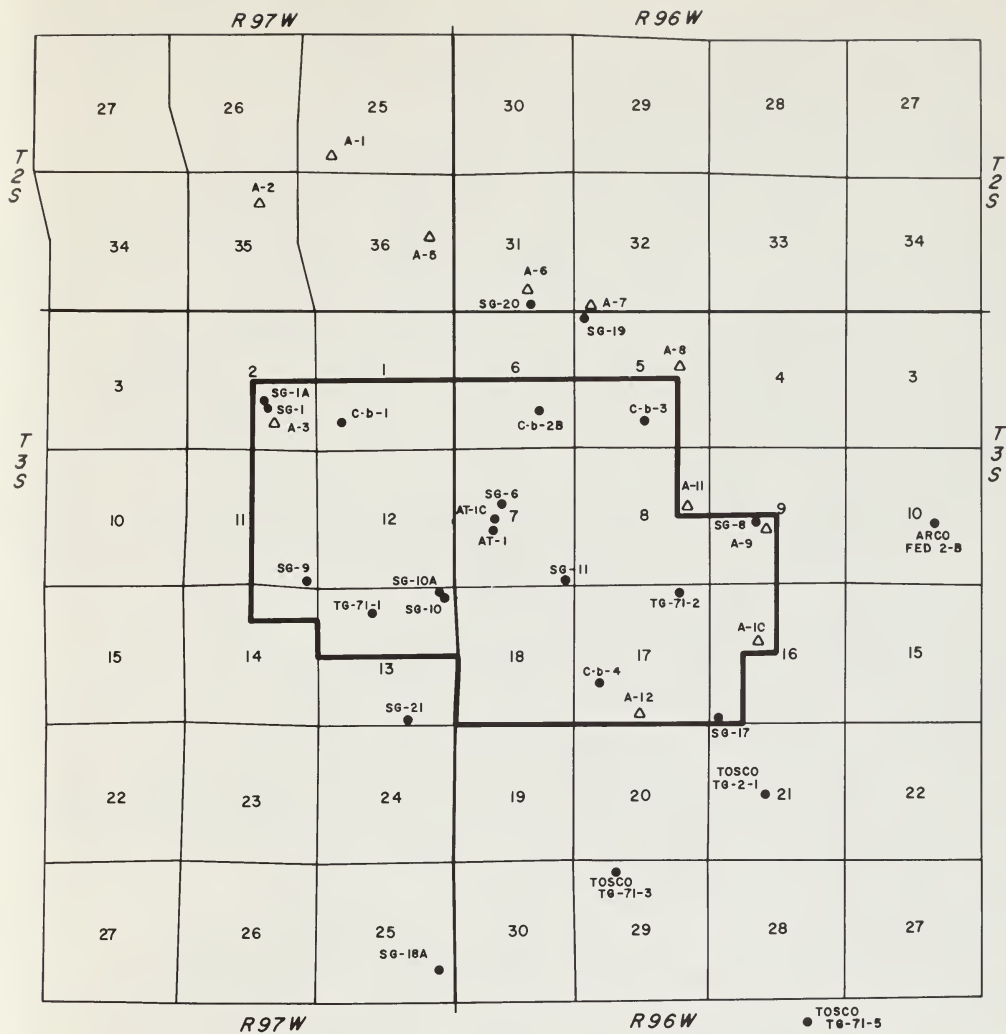 R 97 W
R 96 W
27
26
25
30
29
28
27
A-1
T
2
S
T
2
S
A-2
34
35
36
31
32
33
34
A-5
A-6
SG-20
A-7
SG-19
3
2
1
6
5
A-8
4
3
SG-1A
SG-1
A-3
C-b-1
C-b-2B
C-b-3
T
3
S
T
3
S
10
11
12
SG-6
AT-1C
7
AT-1
8
A-11
SG-8
9
A-9
10
ARCO
FED 2-B
SG-9
SG-10A
SG-10
SG-11
TG-71-1
TG-71-2
A-1C
15
14
13
18
17
16
15
C-b-4
A-12
SG-21
SG-17
22
23
24
19
20
TOSCO
TG-2-1
21
22
TOSCO
TG-71-3
27
26
25
30
29
28
27
SG-18A
R 97 W
R 96 W
TOSCO
TG-71-5